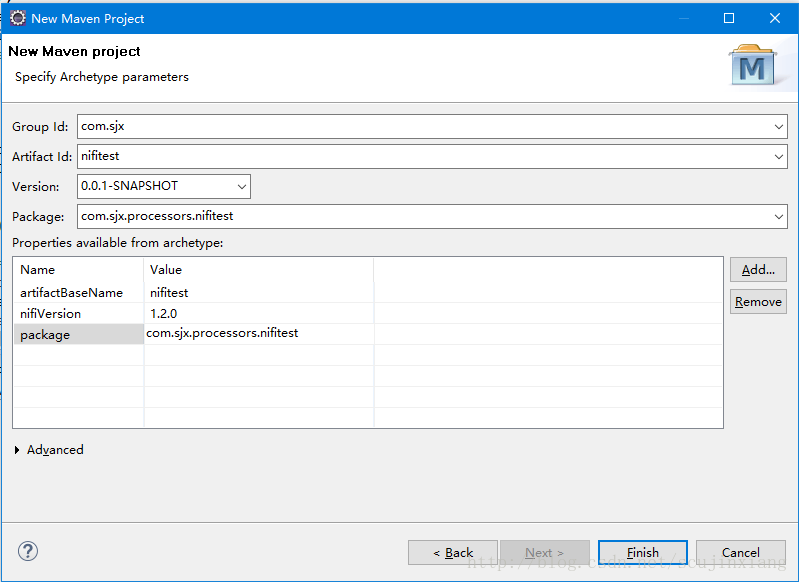 New Maven Project
New Maven project
Specify Archetype parameters
M
Group Id: com.sjx
Artifact Id: nifitest
Version: 0.0.1-SNAPSHOT
Package: com.sjx.processors.nifitest
Properties available from archetype:
Name Value
artifactBaseName nifitest
nifiVersion 1.2.0
package com.sjx.processors.nifitest
Add...
Remove
Advanced
?
< Back Next > Finish Cancel
http://blog.csdn.net/scujinxiang